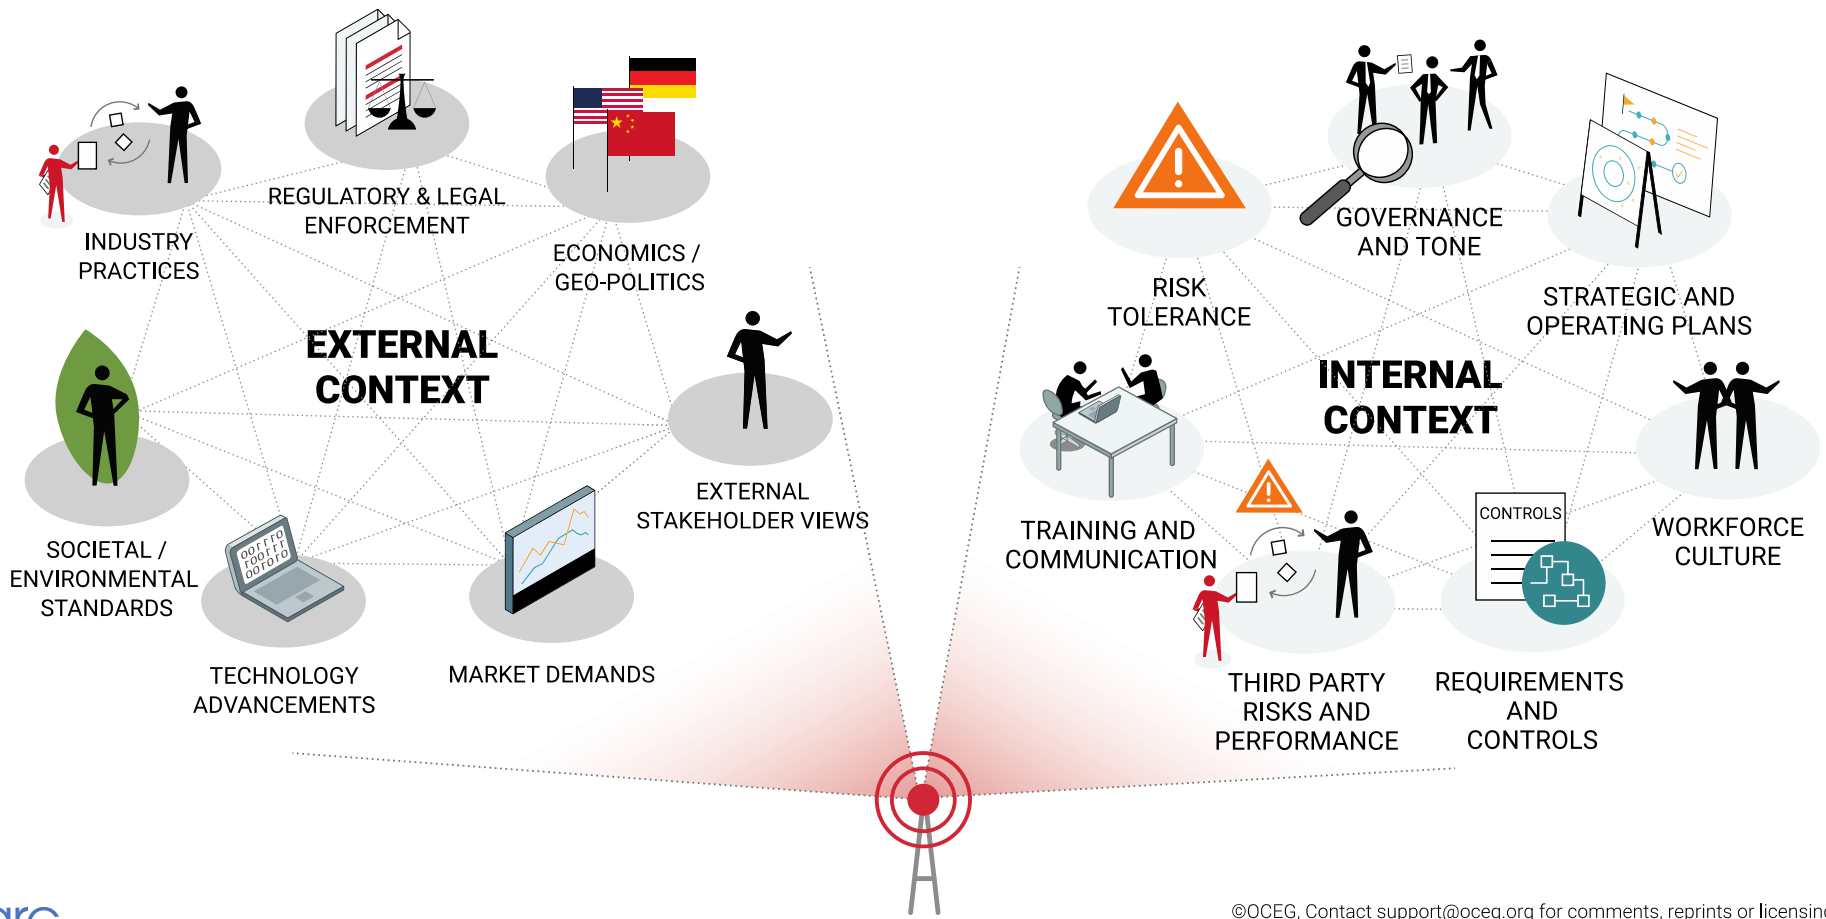 REGULATORY & LEGAL
ENFORCEMENT
INDUSTRY
PRACTICES
ECONOMICS /
GEO-POLITICS
EXTERNAL
CONTEXT
EXTERNAL
STAKEHOLDER VIEWS
SOCIETAL /
ENVIRONMENTAL
STANDARDS
TECHNOLOGY
ADVANCEMENTS
MARKET DEMANDS
GOVERNANCE
AND TONE
RISK
TOLERANCE
STRATEGIC AND
OPERATING PLANS
INTERNAL
CONTEXT
TRAINING AND
COMMUNICATION
CONTROLS
WORKFORCE
CULTURE
THIRD PARTY
RISKS AND
PERFORMANCE
REQUIREMENTS
AND
CONTROLS
©OCEG, Contact support@oceg.org for comments, reprints or licensing